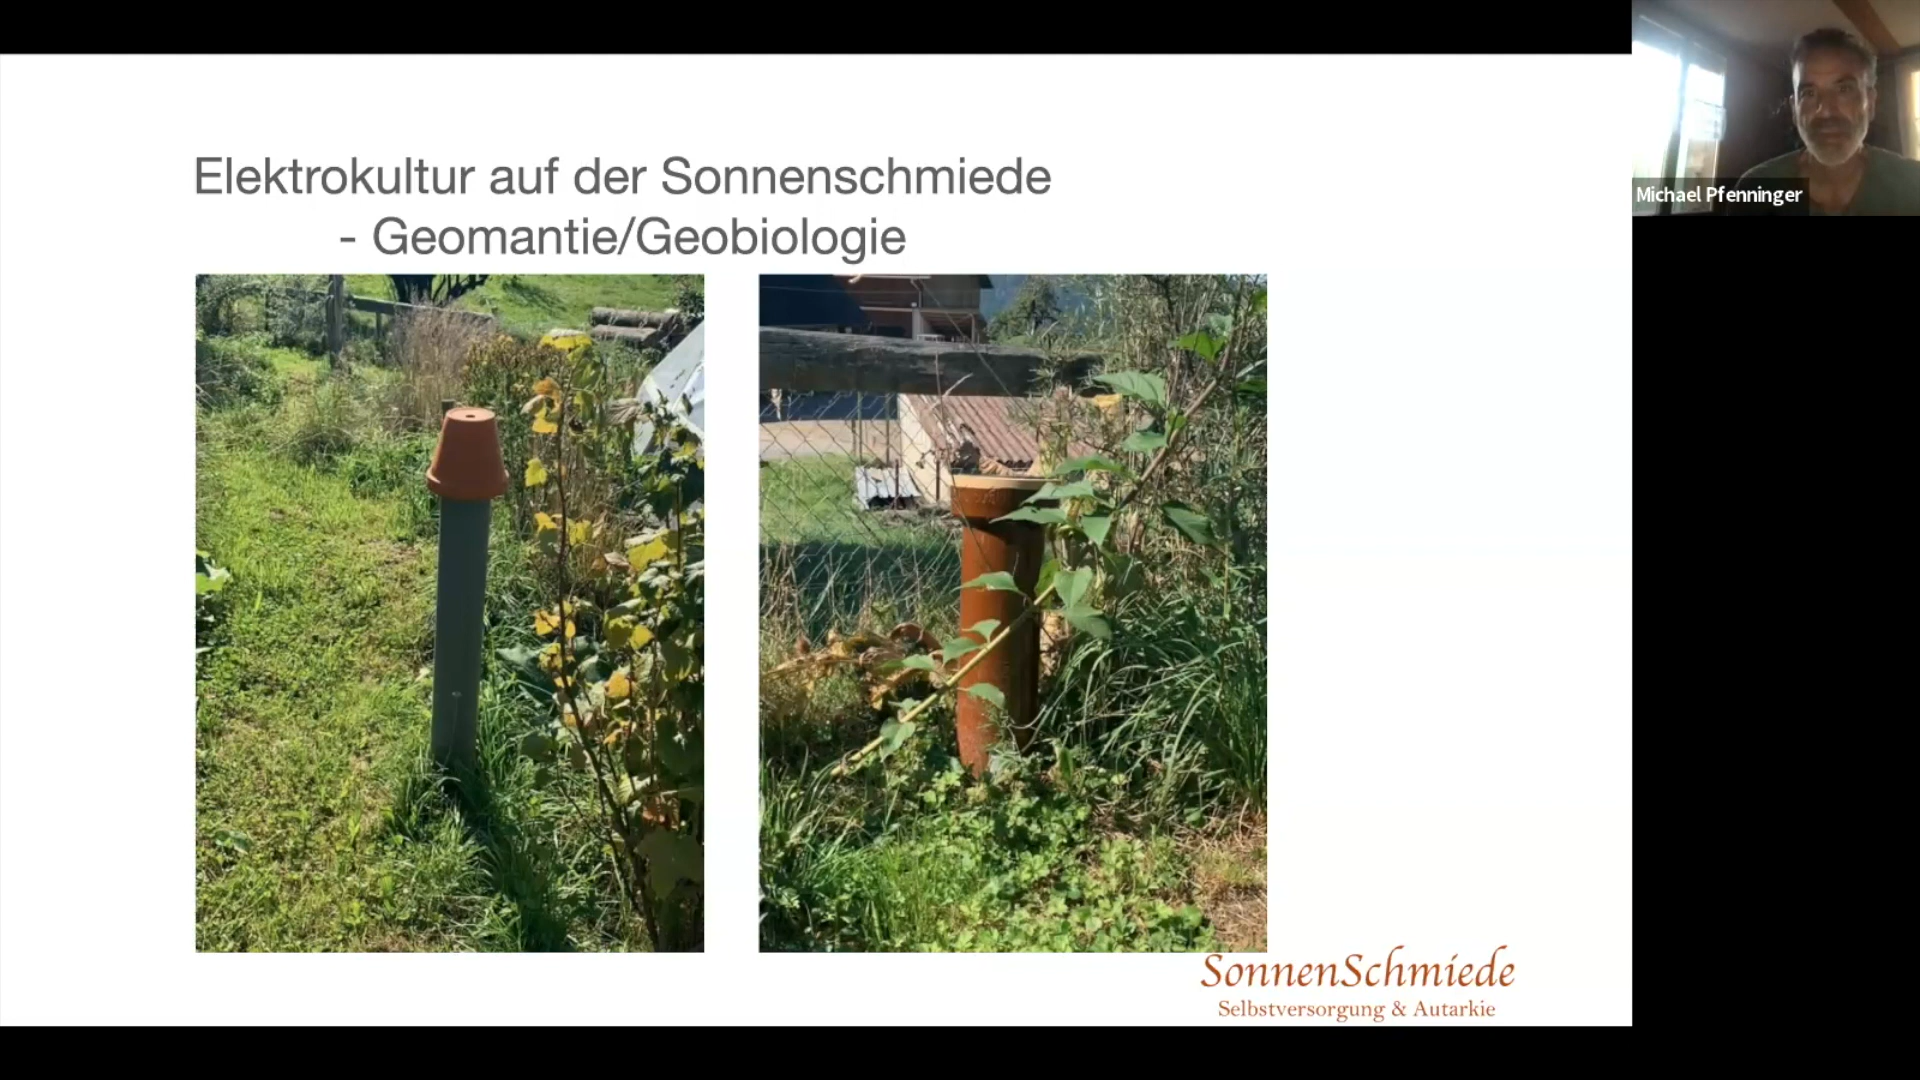 Elektrokultur auf der Sonnenschmiede
- Geomantie/Geobiologie
Michael Pfenninger
SonnenSchmiede
Selbstversorgung & Autarkie